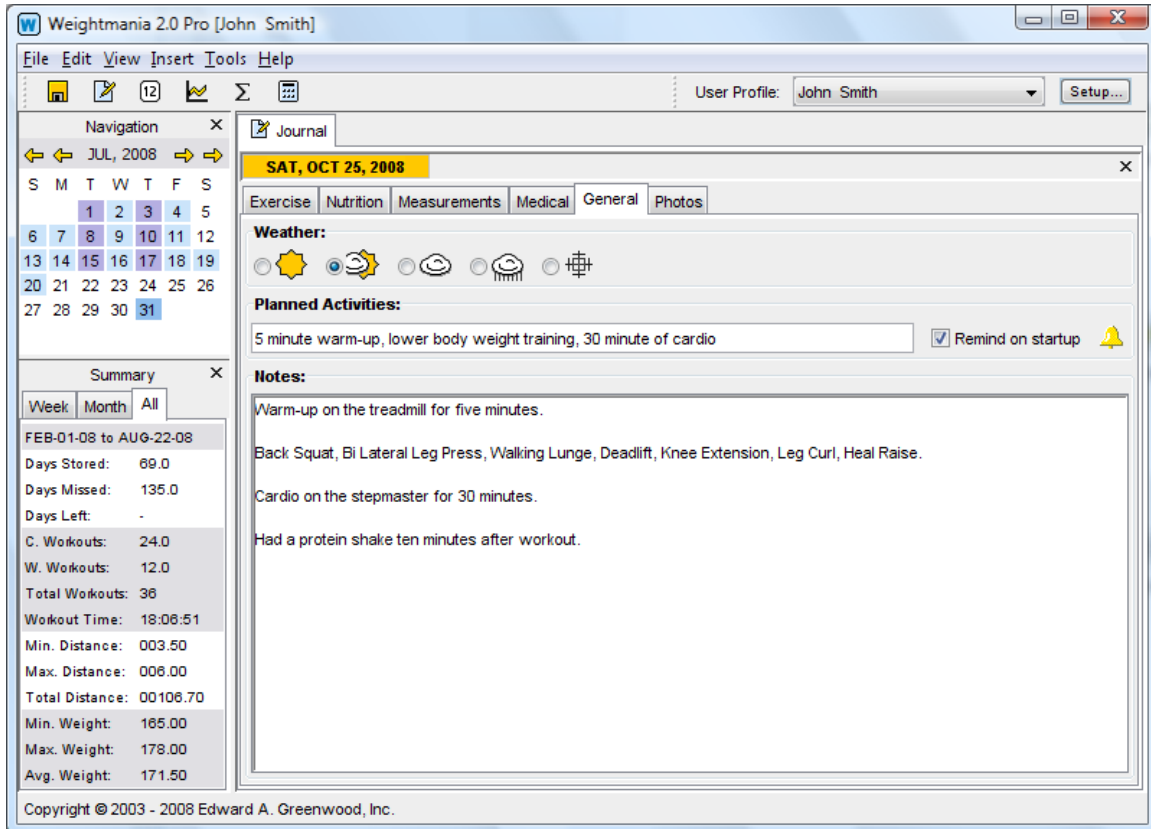 W Weightmania 2.0 Pro [John Smith]
File Edit View Insert Tools Help
12 Σ User Profile: John Smith Setup...
Navigation
JUL, 2008
S M T W T F S
1 2 3 4 5
6 7 8 9 10 11 12
13 14 15 16 17 18 19
20 21 22 23 24 25 26
27 28 29 30 31
Summary
Week Month All
FEB-01-08 to AUG-22-08
Days Stored: 69.0
Days Missed: 135.0
Days Left: -
C. Workouts: 24.0
W. Workouts: 12.0
Total Workouts: 36
Workout Time: 18:06:51
Min. Distance: 003.50
Max. Distance: 006.00
Total Distance: 00106.70
Min. Weight: 165.00
Max. Weight: 178.00
Avg. Weight: 171.50
Journal
SAT, OCT 25, 2008
Exercise Nutrition Measurements Medical General Photos
Weather:
Planned Activities:
5 minute warm-up, lower body weight training, 30 minute of cardio Remind on startup
Notes:
Warm-up on the treadmill for five minutes.
Back Squat, Bi Lateral Leg Press, Walking Lunge, Deadlift, Knee Extension, Leg Curl, Heal Raise.
Cardio on the stepmaster for 30 minutes.
Had a protein shake ten minutes after workout.
Copyright © 2003 - 2008 Edward A. Greenwood, Inc.